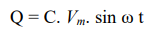 Q = C. Vm. sin ω t